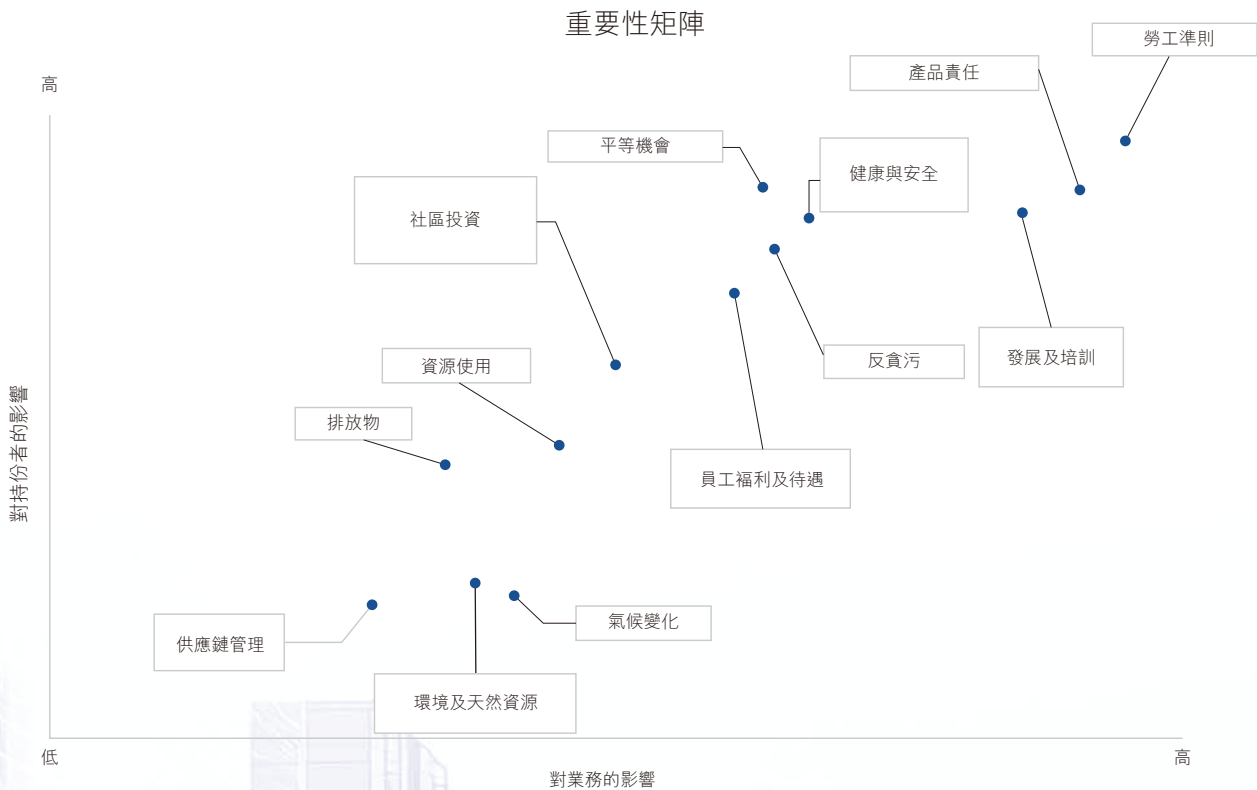 重要性矩陣
勞工準則
產品責任
高
平等機會
健康與安全
社區投資
發展及培訓
反貪污
資源使用
排放物
對持份者的影響
員工褔利及待遇
氣候變化
供應鏈管理
環境及天然資源
低
高
對業務的影響